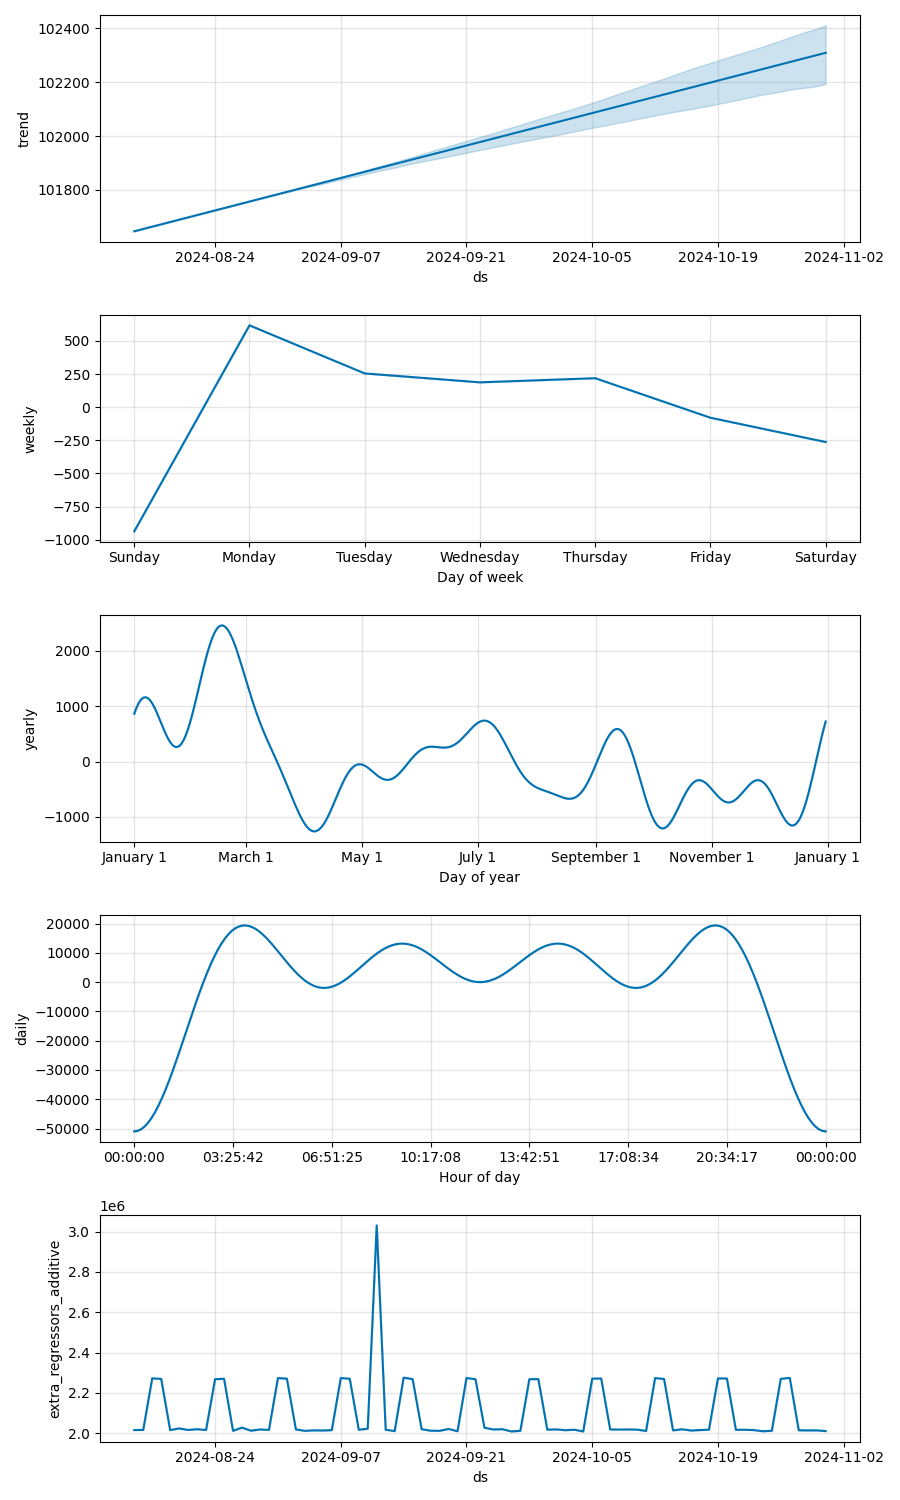 102400
102200
102000
101800
trend
2024-08-24 2024-09-07 2024-09-21 2024-10-05 2024-10-19 2024-11-02
ds
500
250
0
−250
−500
−750
−1000
weekly
Sunday Monday Tuesday Wednesday Thursday Friday Saturday
Day of week
2000
1000
0
−1000
yearly
January 1 March 1 May 1 July 1 September 1 November 1 January 1
Day of year
20000
10000
0
−10000
−20000
−30000
−40000
−50000
daily
00:00:00 03:25:42 06:51:25 10:17:08 13:42:51 17:08:34 20:34:17 00:00:00
Hour of day
1e6
3.0
2.8
2.6
2.4
2.2
2.0
extra_regressors_additive
2024-08-24 2024-09-07 2024-09-21 2024-10-05 2024-10-19 2024-11-02
ds